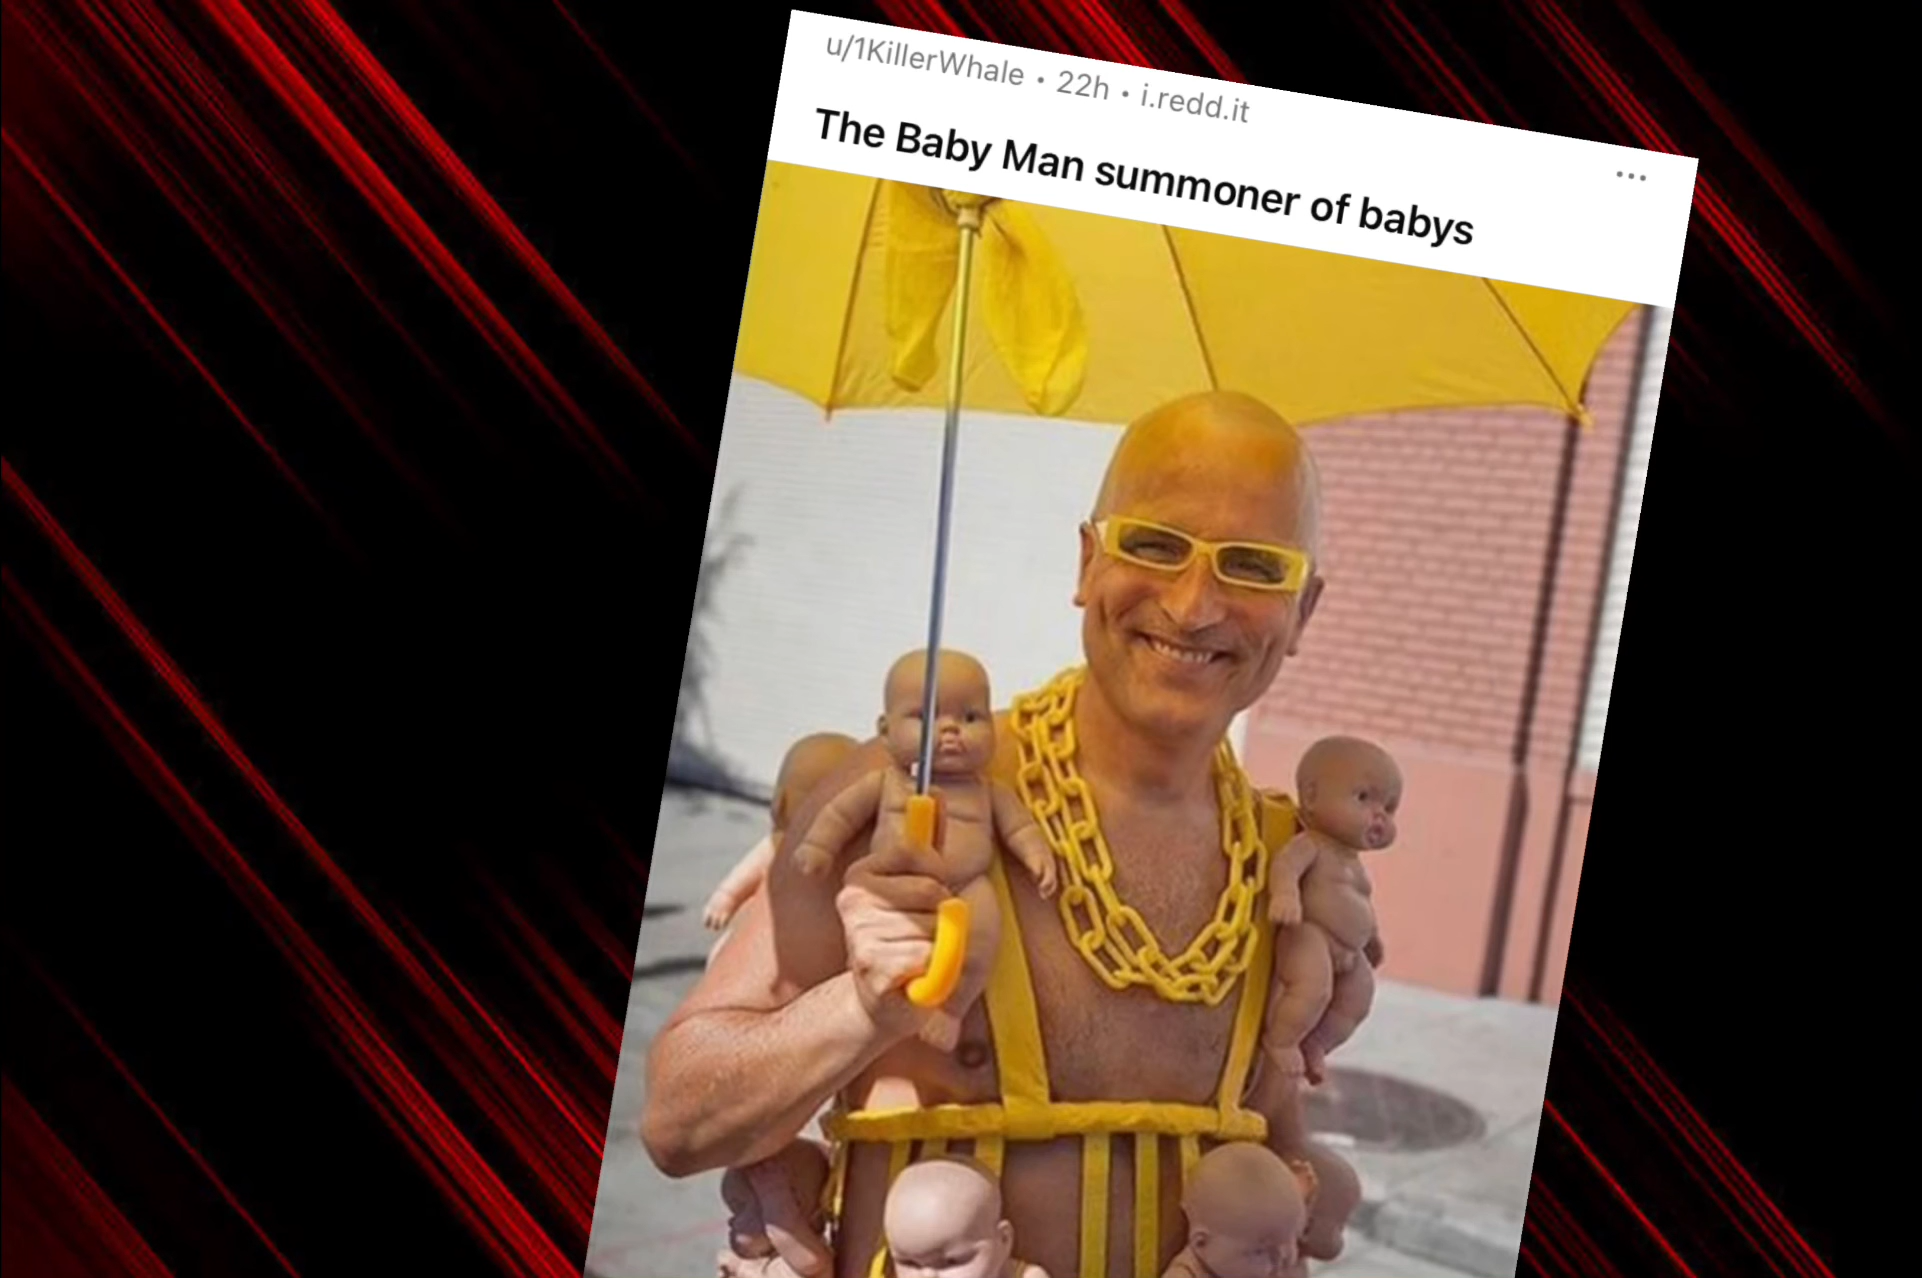 u/1KillerWhale • 22h • i.redd.it
The Baby Man summoner of babys